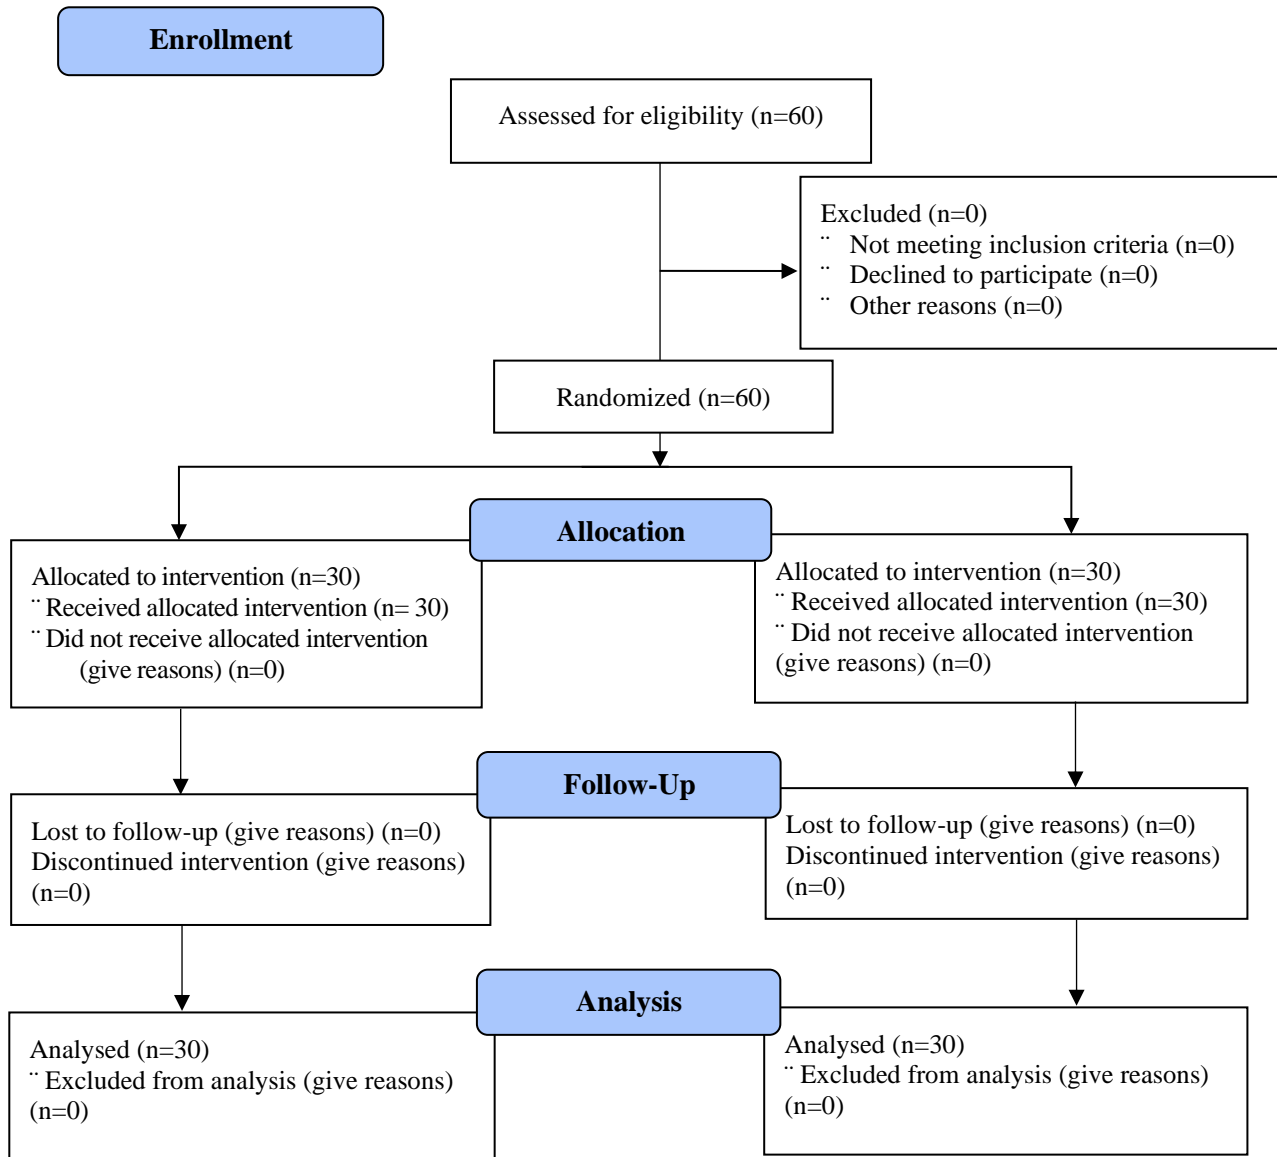 Enrollment
Assessed for eligibility (n=60)
Excluded (n=0)
¨ Not meeting inclusion criteria (n=0)
¨ Declined to participate (n=0)
¨ Other reasons (n=0)
Randomized (n=60)
Allocation
Allocated to intervention (n=30)
¨ Received allocated intervention (n= 30)
¨ Did not receive allocated intervention
(give reasons) (n=0)
Allocated to intervention (n=30)
¨ Received allocated intervention (n=30)
¨ Did not receive allocated intervention
(give reasons) (n=0)
Follow-Up
Lost to follow-up (give reasons) (n=0)
Discontinued intervention (give reasons)
(n=0)
Lost to follow-up (give reasons) (n=0)
Discontinued intervention (give reasons)
(n=0)
Analysis
Analysed (n=30)
¨ Excluded from analysis (give reasons)
(n=0)
Analysed (n=30)
¨ Excluded from analysis (give reasons)
(n=0)